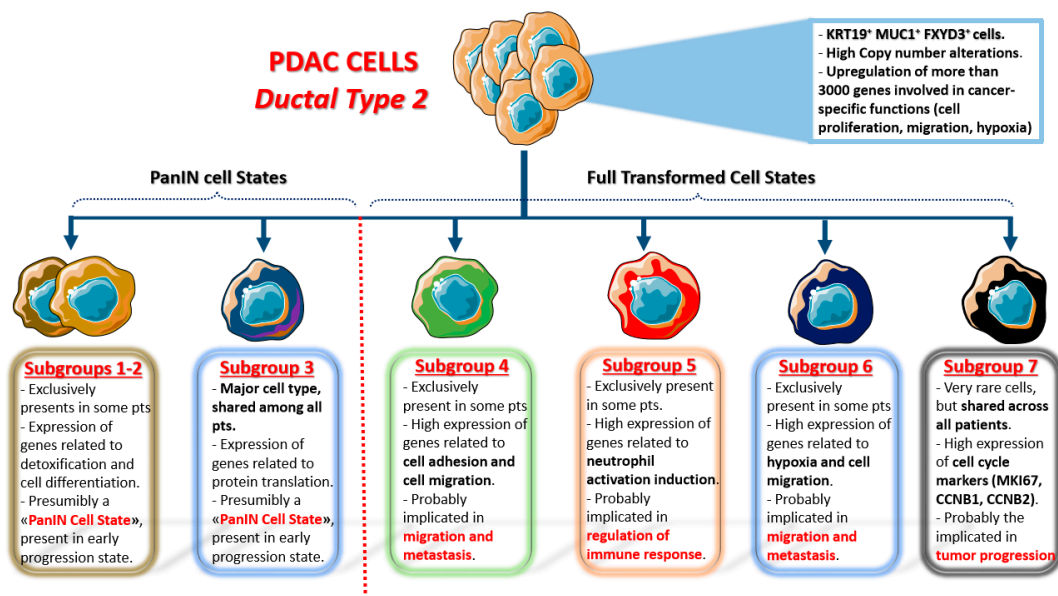 PDAC CELLS
Ductal Type 2
- KRT19⁺ MUC1⁺ FXYD3⁺ cells.
- High Copy number alterations.
- Upregulation of more than
3000 genes involved in cancer-
specific functions (cell
proliferation, migration, hypoxia)
PanIN cell States
Full Transformed Cell States
Subgroups 1-2
- Exclusively
presents in some pts
- Expression of
genes related to
detoxification and
cell differentiation.
- Presumibly a
«PanIN Cell State»,
present in early
progression state.
Subgroup 3
- Major cell type,
shared among all
pts.
- Expression of
genes related to
protein translation.
- Presumibly a
«PanIN Cell State»,
present in early
progression state.
Subgroup 4
- Exclusively
present in some pts
- High expression of
genes related to
cell adhesion and
cell migration.
- Probably
implicated in
migration and
metastasis.
Subgroup 5
- Exclusively present
in some pts.
- High expression of
genes related to
neutrophil
activation induction.
- Probably
implicated in
regulation of
immune response.
Subgroup 6
- Exclusively
present in some pts
- High expression of
genes related to
hypoxia and cell
migration.
- Probably
implicated in
migration and
metastasis.
Subgroup 7
- Very rare cells,
but shared across
all patients.
- High expression
of cell cycle
markers (MKI67,
CCNB1, CCNB2).
- Probably the
implicated in
tumor progression